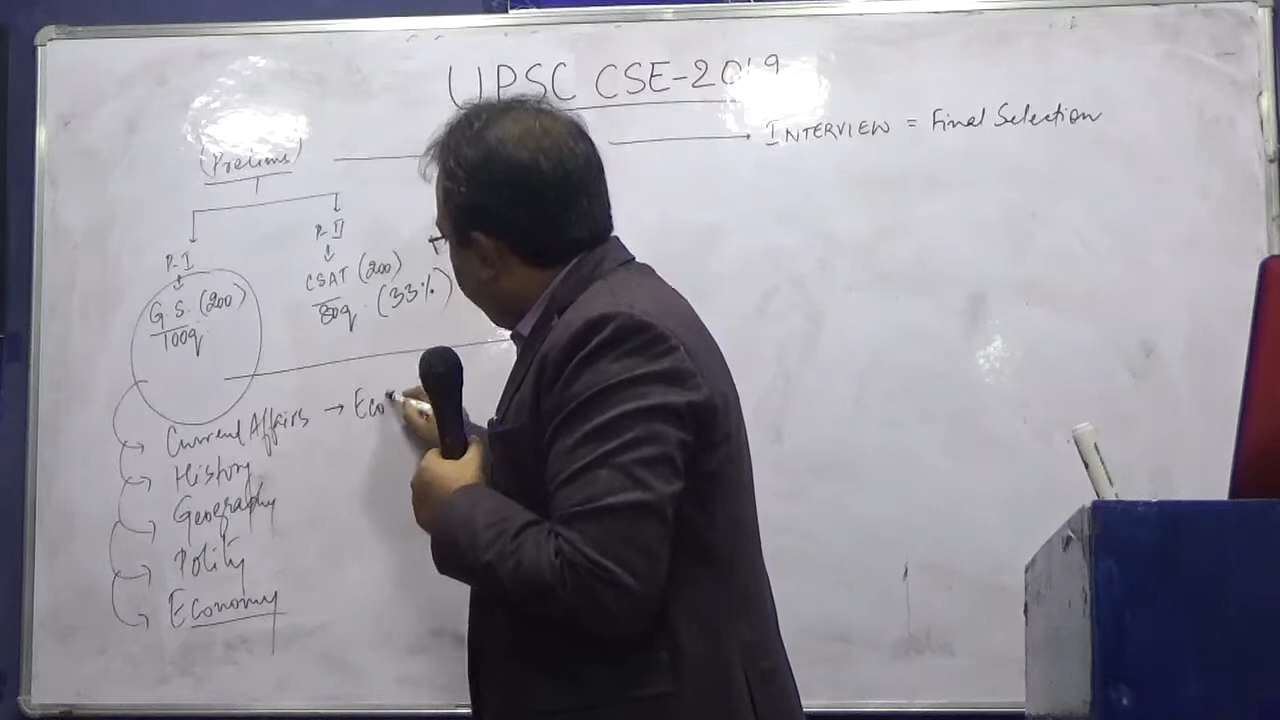 UPSC CSE-2019
(Prelims)
INTERVIEW = Final Selection
P-I
P-II
G.S. (200)
100q
CSAT (200)
80q. (33%)
Current Affairs → Eco
History
Geography
Polity
Economy